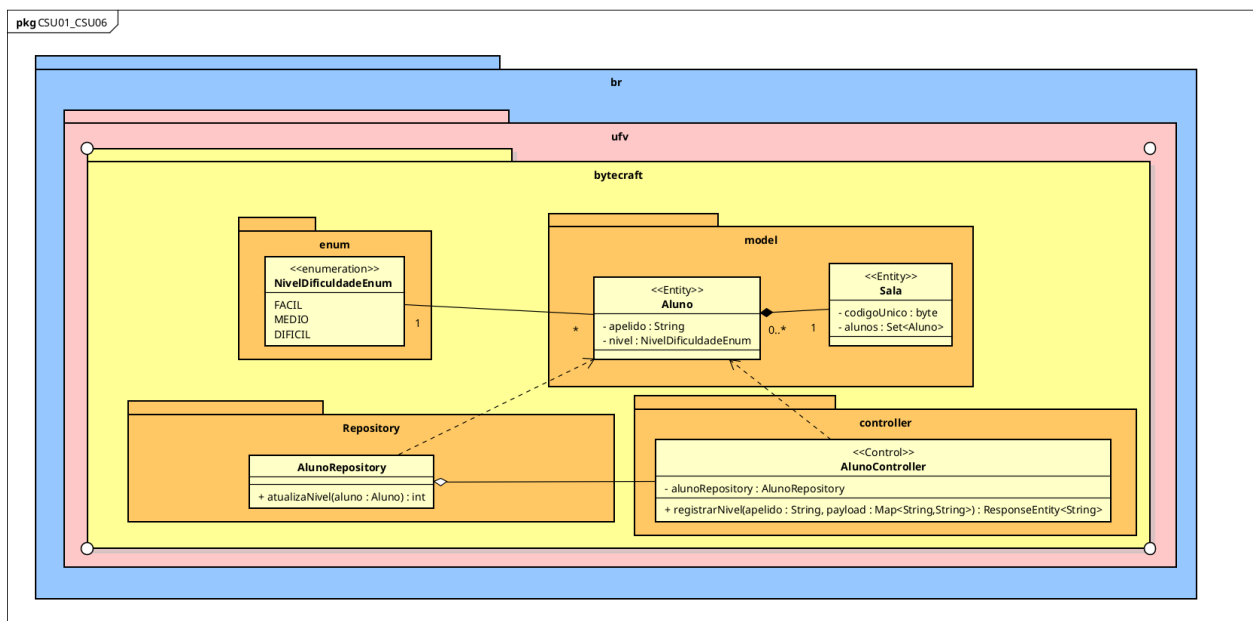 pkg CSU01_CSU06
br
ufv
bytecraft
enum
<<enumeration>>
NivelDificuldadeEnum
FACIL
MEDIO
DIFICIL
1
*
model
<<Entity>>
Aluno
- apelido : String
- nivel : NivelDificuldadeEnum
0..*
1
<<Entity>>
Sala
- codigoUnico : byte
- alunos : Set<Aluno>
Repository
AlunoRepository
+ atualizaNivel(aluno : Aluno) : int
controller
<<Control>>
AlunoController
- alunoRepository : AlunoRepository
+ registrarNivel(apelido : String, payload : Map<String,String>) : ResponseEntity<String>